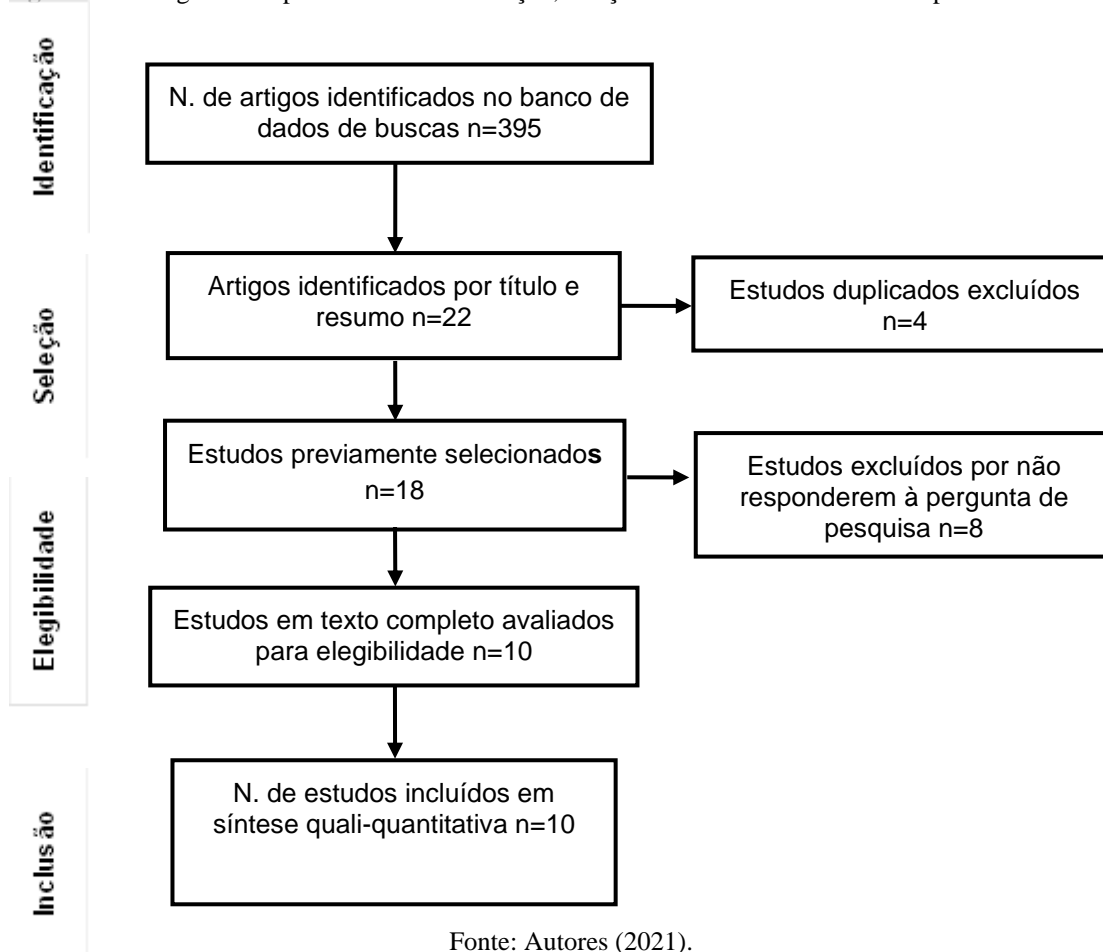 Identificação
N. de artigos identificados no banco de
dados de buscas n=395
Seleção
Artigos identificados por título e
resumo n=22
Estudos duplicados excluídos
n=4
Estudos previamente selecionados
n=18
Estudos excluídos por não
responderem à pergunta de
pesquisa n=8
Elegibilidade
Estudos em texto completo avaliados
para elegibilidade n=10
Inclusão
N. de estudos incluídos em
síntese quali-quantitativa n=10
Fonte: Autores (2021).